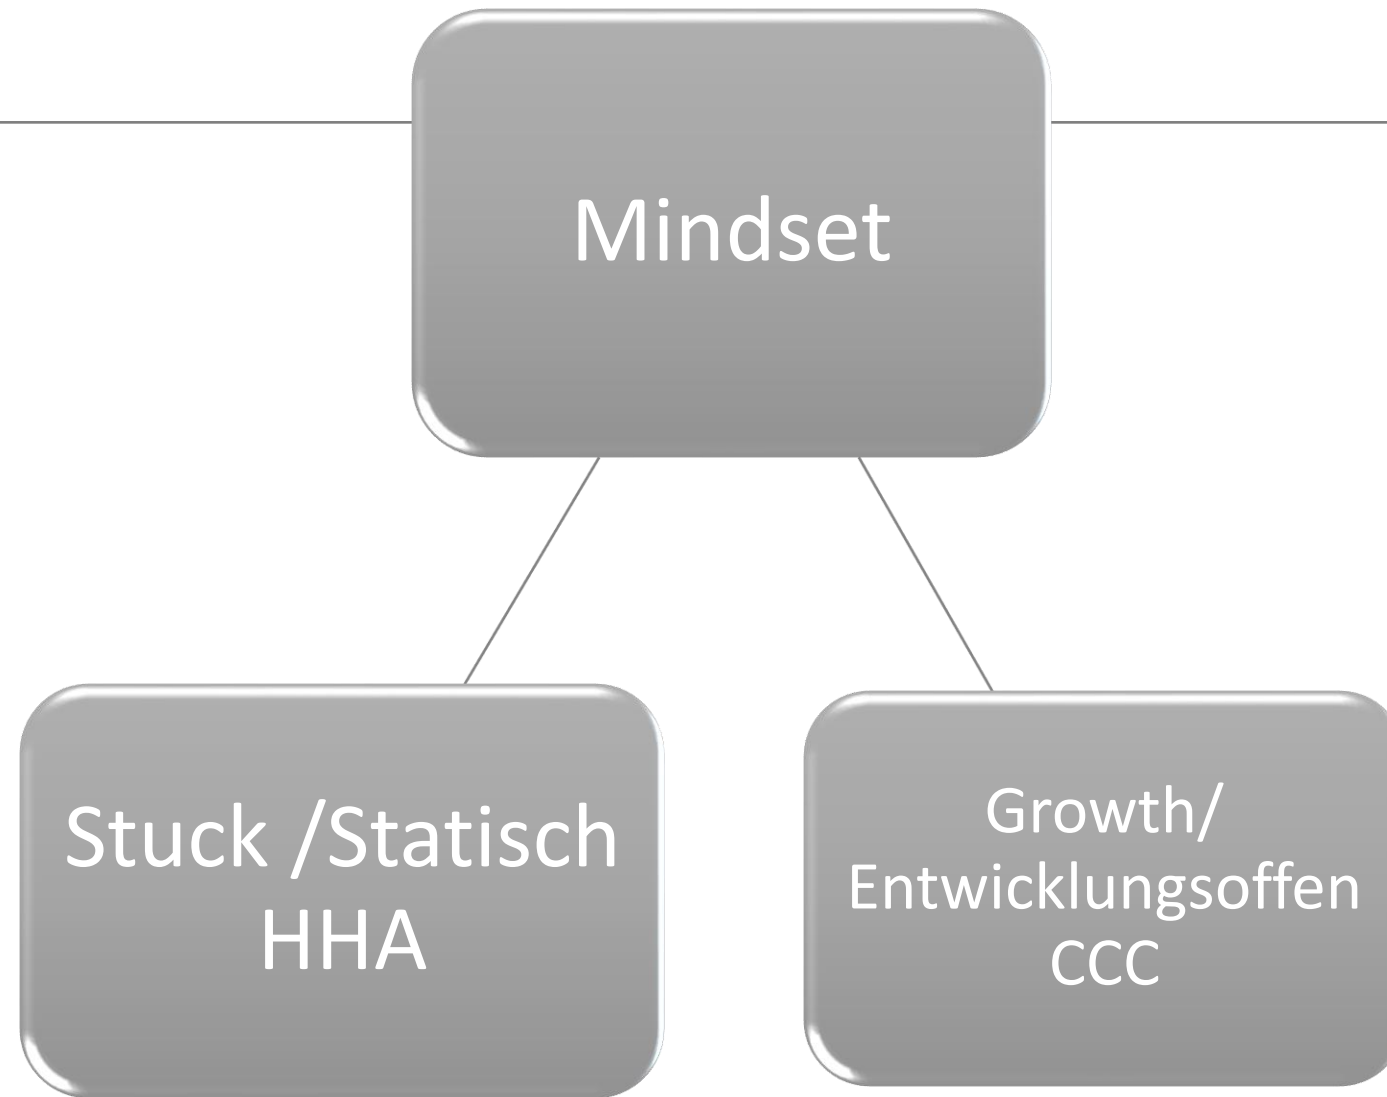 Mindset
Stuck /Statisch
HHA
Growth/
Entwicklungsoffen
CCC